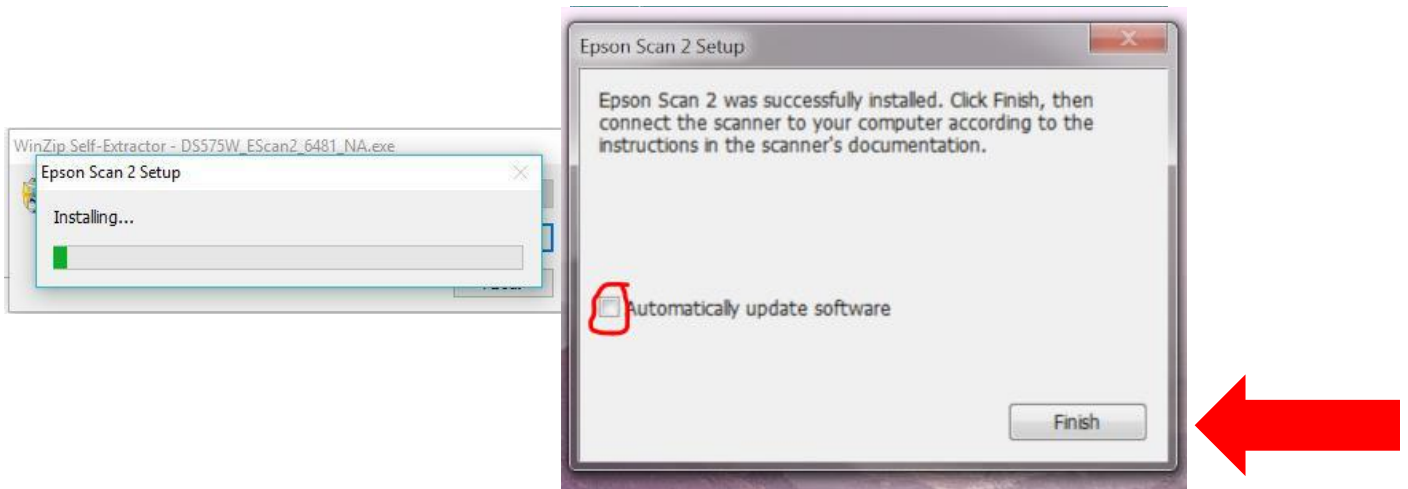 WinZip Self-Extractor - DS575W_EScan2_6481_NA.exe
Epson Scan 2 Setup
Installing...
Epson Scan 2 Setup
Epson Scan 2 was successfully installed. Click Finish, then
connect the scanner to your computer according to the
instructions in the scanner's documentation.
Automatically update software
Finish